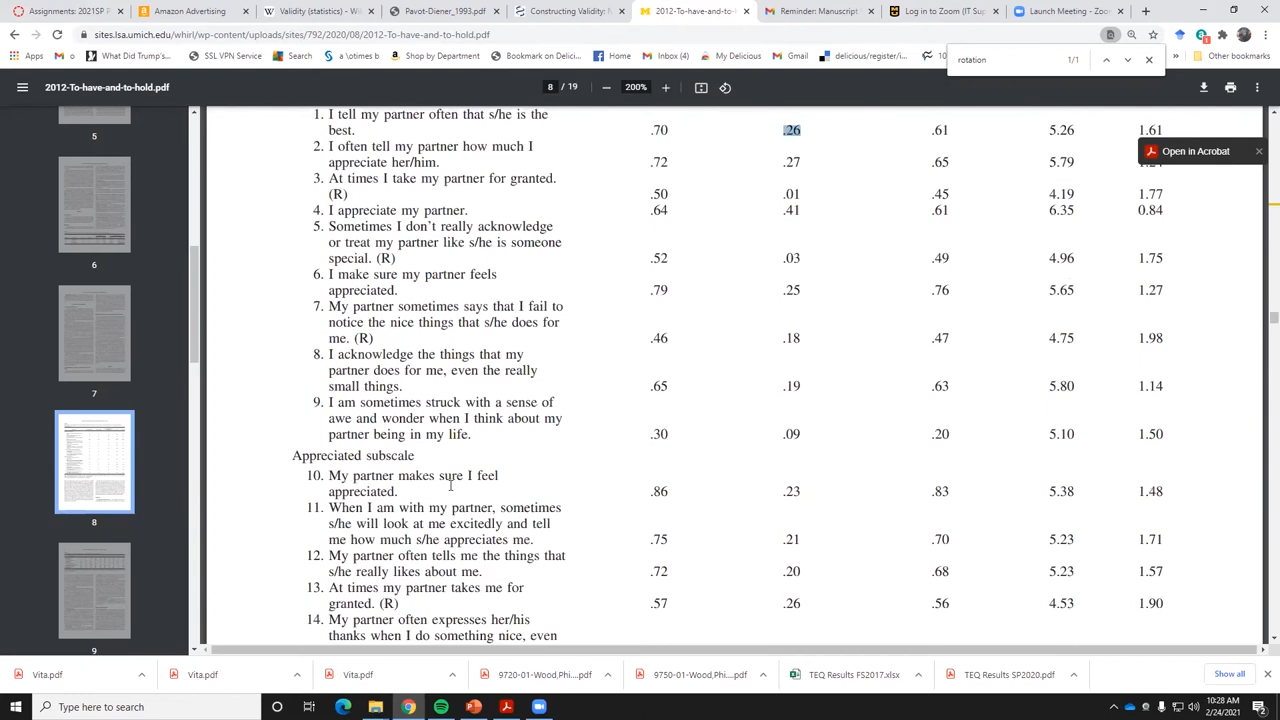 Assignments: 2021SP-F
Amazon Advertising
Validity (statistics) -
Pavot-Diener_1993.pdf
Constructing Validity: N
2012-To-have-and-to-hold.p
Reminder: Manuscript
Log in to Zoom (IT Sup
Launch Meeting - Zoom
sites.lsa.umich.edu/whirl/wp-content/uploads/sites/792/2020/08/2012-To-have-and-to-hold.pdf
Apps
What Did Trump's...
SSL VPN Service
Search
a \otimes b
Bookmark on Delici...
Home
Inbox (4)
My Delicious
Gmail
delicious/register/i...
10
Other bookmarks
rotation
1/1
2012-To-have-and-to-hold.pdf
8 / 19
200%
Open in Acrobat
1. I tell my partner often that s/he is the
best. .70 .26 .61 5.26 1.61
2. I often tell my partner how much I
appreciate her/him. .72 .27 .65 5.79
3. At times I take my partner for granted.
(R) .50 .01 .45 4.19 1.77
4. I appreciate my partner. .64 .41 .61 6.35 0.84
5. Sometimes I don't really acknowledge
or treat my partner like s/he is someone
special. (R) .52 .03 .49 4.96 1.75
6. I make sure my partner feels
appreciated. .79 .25 .76 5.65 1.27
7. My partner sometimes says that I fail to
notice the nice things that s/he does for
me. (R) .46 .18 .47 4.75 1.98
8. I acknowledge the things that my
partner does for me, even the really
small things. .65 .19 .63 5.80 1.14
9. I am sometimes struck with a sense of
awe and wonder when I think about my
partner being in my life. .30 .09 .20 5.10 1.50
Appreciated subscale
10. My partner makes sure I feel
appreciated. .86 .23 .83 5.38 1.48
11. When I am with my partner, sometimes
s/he will look at me excitedly and tell
me how much s/he appreciates me. .75 .21 .70 5.23 1.71
12. My partner often tells me the things that
s/he really likes about me. .72 .20 .68 5.23 1.57
13. At times my partner takes me for
granted. (R) .57 .26 .56 4.53 1.90
14. My partner often expresses her/his
thanks when I do something nice, even
5
6
7
8
9
Vita.pdf
Vita.pdf
Vita.pdf
9720-01-Wood,Phi....pdf
9750-01-Wood,Phi....pdf
TEQ Results FS2017.xlsx
TEQ Results SP2020.pdf
Show all
Type here to search
10:28 AM
2/24/2021